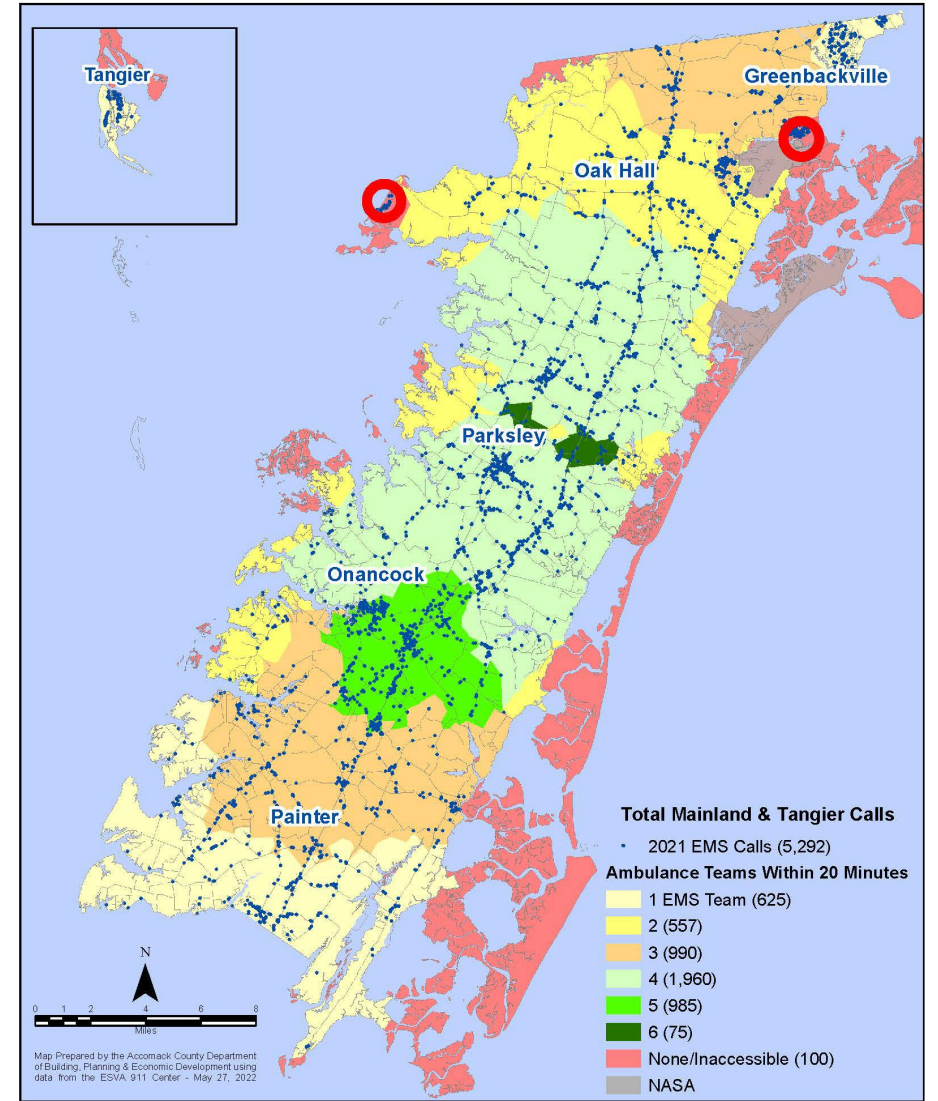 Tangier
Greenbackville
Oak Hall
Parksley
Onancock
Painter
Total Mainland & Tangier Calls
2021 EMS Calls (5,292)
Ambulance Teams Within 20 Minutes
1 EMS Team (625)
2 (557)
3 (990)
4 (1,960)
5 (985)
6 (75)
None/Inaccessible (100)
NASA
N
0 1 2 4 6 8
Miles
Map Prepared by the Accomack County Department
of Building, Planning & Economic Development using
data from the ESVA 911 Center - May 27, 2022